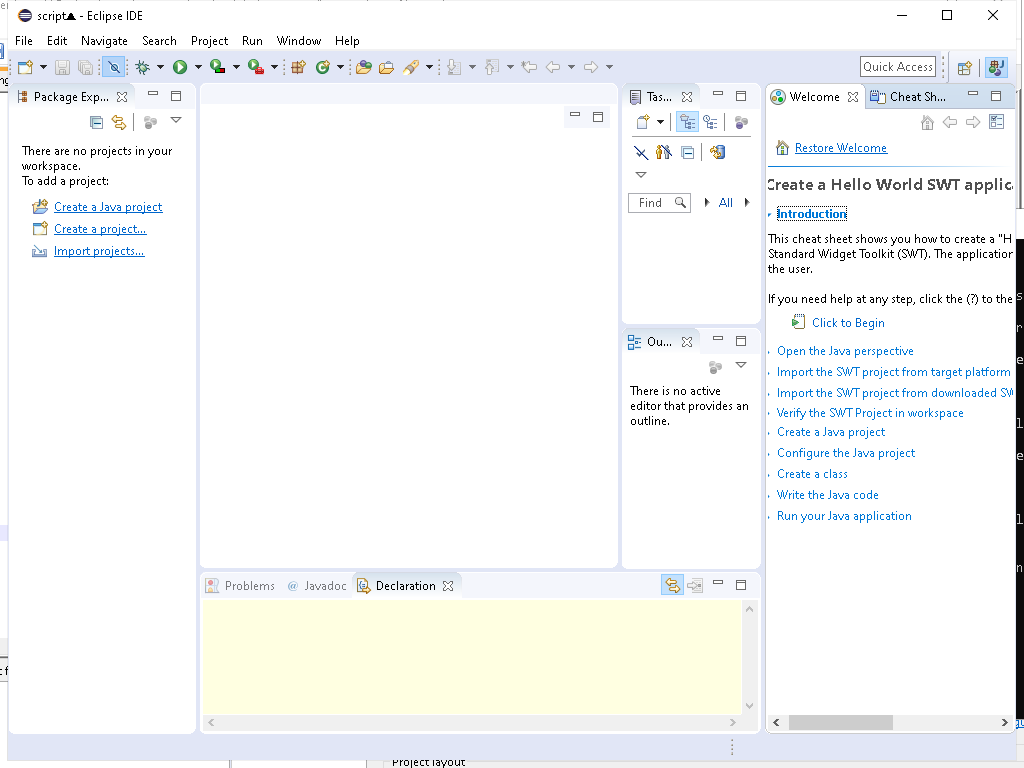 script▲ - Eclipse IDE
File Edit Navigate Search Project Run Window Help
Quick Access
Package Exp...
There are no projects in your
workspace.
To add a project:
Create a Java project
Create a project...
Import projects...
Tas...
Find
All
Ou...
There is no active
editor that provides an
outline.
Problems @ Javadoc Declaration
Welcome Cheat Sh...
Restore Welcome
Create a Hello World SWT applic
Introduction
This cheat sheet shows you how to create a "H
Standard Widget Toolkit (SWT). The application
the user.
If you need help at any step, click the (?) to the
Click to Begin
Open the Java perspective
Import the SWT project from target platform
Import the SWT project from downloaded SW
Verify the SWT Project in workspace
Create a Java project
Configure the Java project
Create a class
Write the Java code
Run your Java application
Project layout